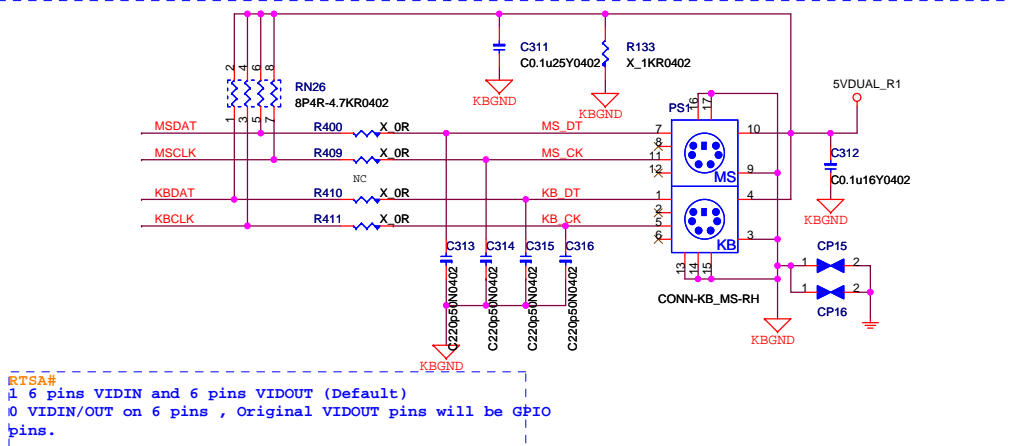 C311
C0.1u25Y0402
R133
X_1KR0402
KBGND
KBGND
5VDUAL_R1
2 4 6 8
RN26
8P4R-4.7KR0402
1 3 5 7
PS1
16 17
MSDAT R400 X_0R MS_DT 7 10
8
MSCLK R409 X_0R MS_CK 11
12 9
MS
NC
C312
C0.1u16Y0402
KBGND
KBDAT R410 X_0R KB_DT 1 4
2
KBCLK R411 X_0R KB_CK 5
6 3
KB
13 14 15
C313 C314 C315 C316
C220p50N0402
C220p50N0402
C220p50N0402
C220p50N0402
CONN-KB_MS-RH
CP15
1 2
1 2
CP16
KBGND
KBGND
RTSA#
1 6 pins VIDIN and 6 pins VIDOUT (Default)
0 VIDIN/OUT on 6 pins , Original VIDOUT pins will be GPIO
pins.